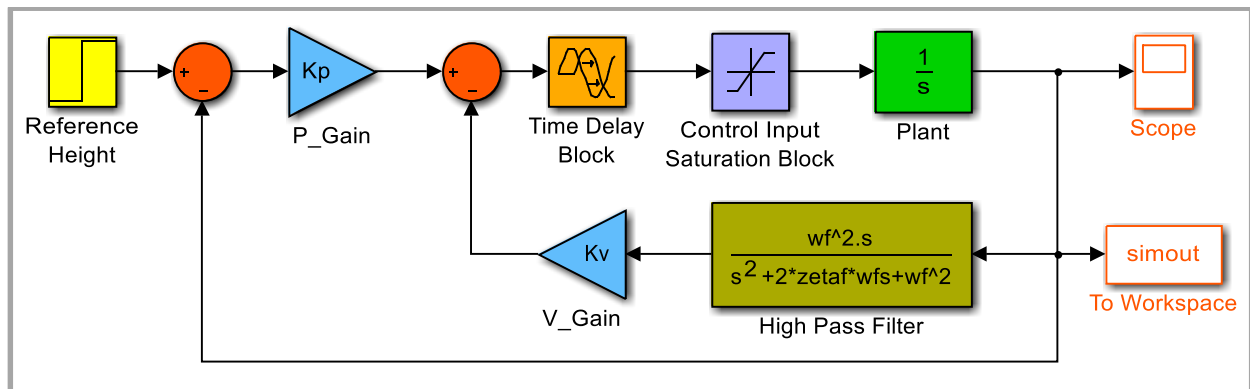 +
−
Kp
+
−
1
s
Reference
Height
P_Gain
Time Delay
Block
Control Input
Saturation Block
Plant
Scope
Kv
wf^2.s
s2+2*zetaf*wfs+wf^2
simout
V_Gain
High Pass Filter
To Workspace